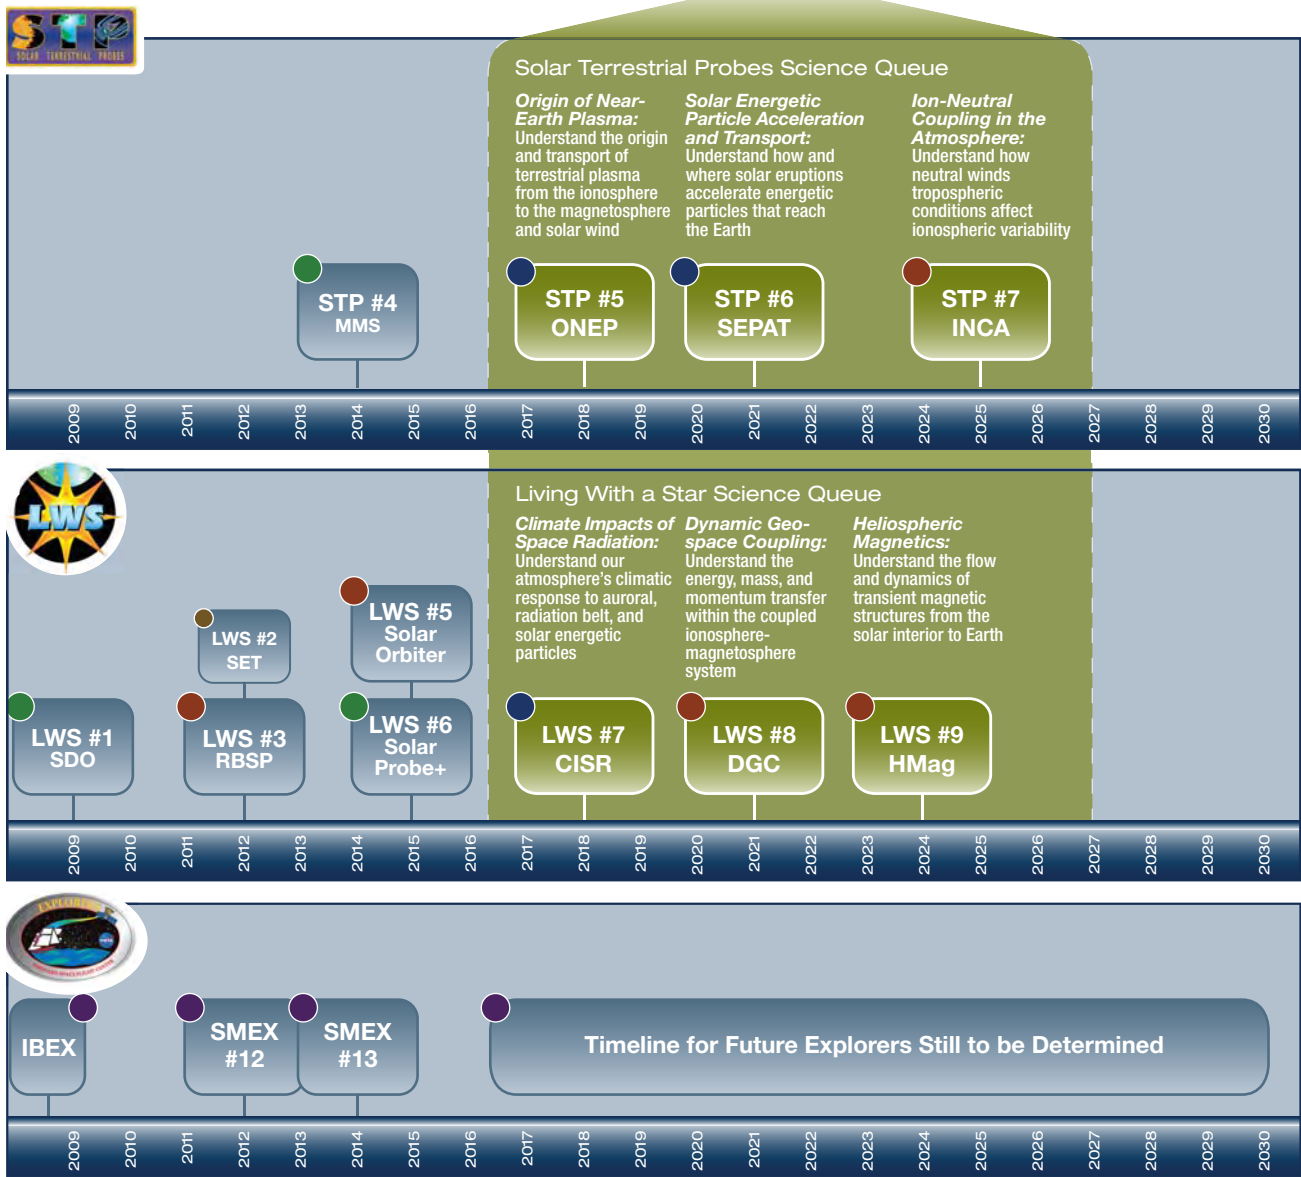 STP
SOLAR TERRESTRIAL PROBES
Solar Terrestrial Probes Science Queue
Origin of Near-
Earth Plasma:
Understand the origin
and transport of
terrestrial plasma
from the ionosphere
to the magnetosphere
and solar wind
Solar Energetic
Particle Acceleration
and Transport:
Understand how and
where solar eruptions
accelerate energetic
particles that reach
the Earth
Ion-Neutral
Coupling in the
Atmosphere:
Understand how
neutral winds
tropospheric
conditions affect
ionospheric variability
STP #4
MMS
STP #5
ONEP
STP #6
SEPAT
STP #7
INCA
2009 2010 2011 2012 2013 2014 2015 2016 2017 2018 2019 2020 2021 2022 2023 2024 2025 2026 2027 2028 2029 2030
LWS
Living With a Star Science Queue
Climate Impacts of
Space Radiation:
Understand our
atmosphere’s climatic
response to auroral,
radiation belt, and
solar energetic
particles
Dynamic Geo-
space Coupling:
Understand the
energy, mass, and
momentum transfer
within the coupled
ionosphere-
magnetosphere
system
Heliospheric
Magnetics:
Understand the flow
and dynamics of
transient magnetic
structures from the
solar interior to Earth
LWS #1
SDO
LWS #2
SET
LWS #3
RBSP
LWS #5
Solar
Orbiter
LWS #6
Solar
Probe+
LWS #7
CISR
LWS #8
DGC
LWS #9
HMag
2009 2010 2011 2012 2013 2014 2015 2016 2017 2018 2019 2020 2021 2022 2023 2024 2025 2026 2027 2028 2029 2030
EXPLORERS
IBEX
SMEX
#12
SMEX
#13
Timeline for Future Explorers Still to be Determined
2009 2010 2011 2012 2013 2014 2015 2016 2017 2018 2019 2020 2021 2022 2023 2024 2025 2026 2027 2028 2029 2030